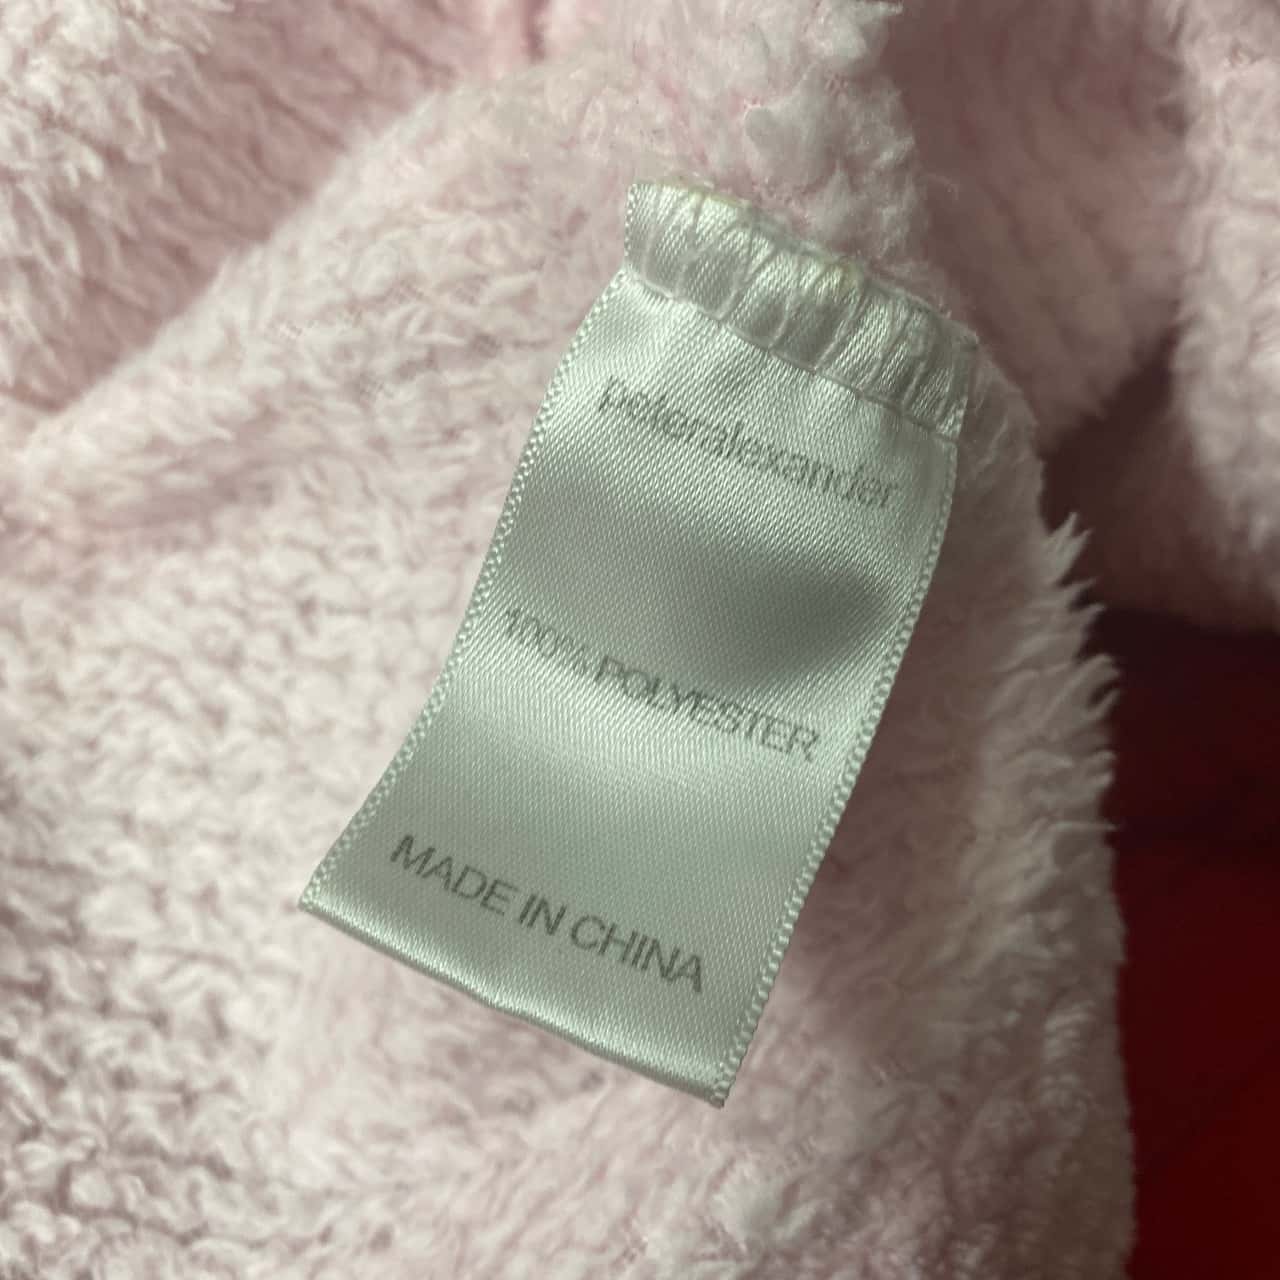 peteralexander
100% POLYESTER
MADE IN CHINA